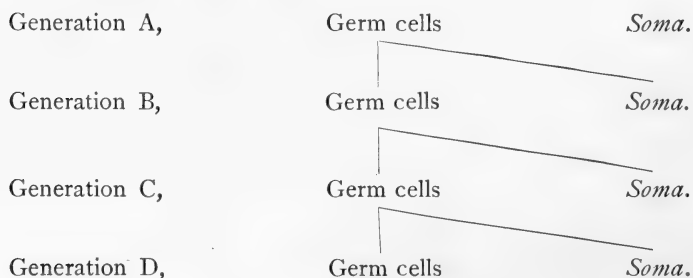 Generation A, Germ cells Soma.
Generation B, Germ cells Soma.
Generation C, Germ cells Soma.
Generation D, Germ cells Soma.